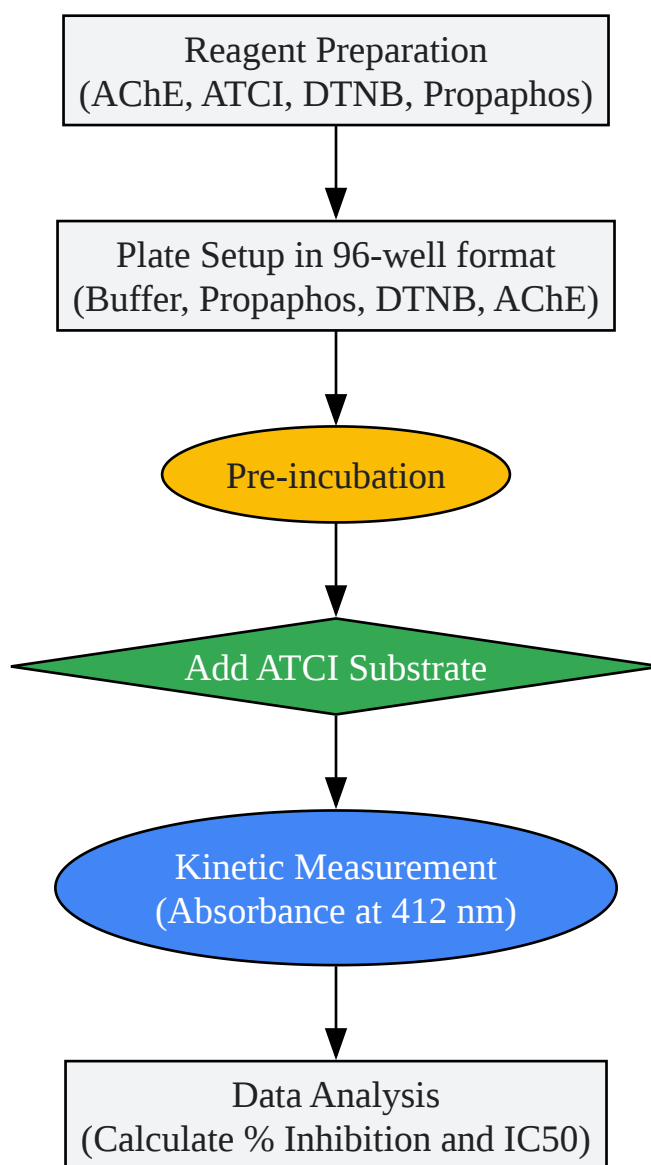 Reagent Preparation
(AChE, ATCI, DTNB, Propaphos)
Plate Setup in 96-well format
(Buffer, Propaphos, DTNB, AChE)
Pre-incubation
Add ATCI Substrate
Kinetic Measurement
(Absorbance at 412 nm)
Data Analysis
(Calculate % Inhibition and IC50)